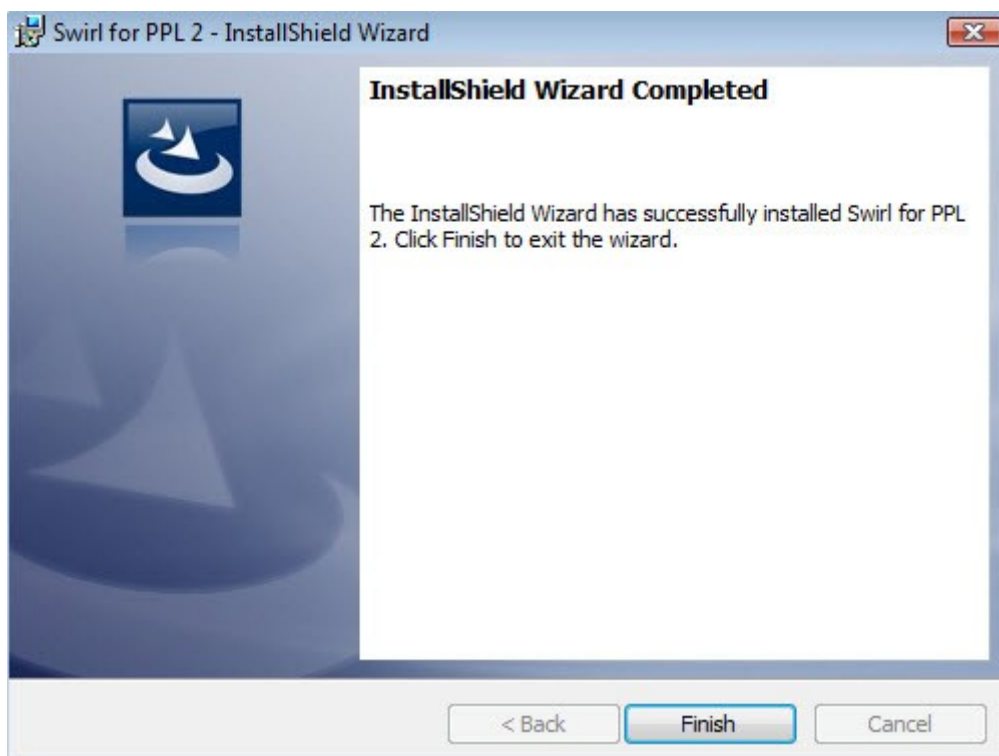 Swirl for PPL 2 - InstallShield Wizard
InstallShield Wizard Completed
The InstallShield Wizard has successfully installed Swirl for PPL
2. Click Finish to exit the wizard.
< Back
Finish
Cancel